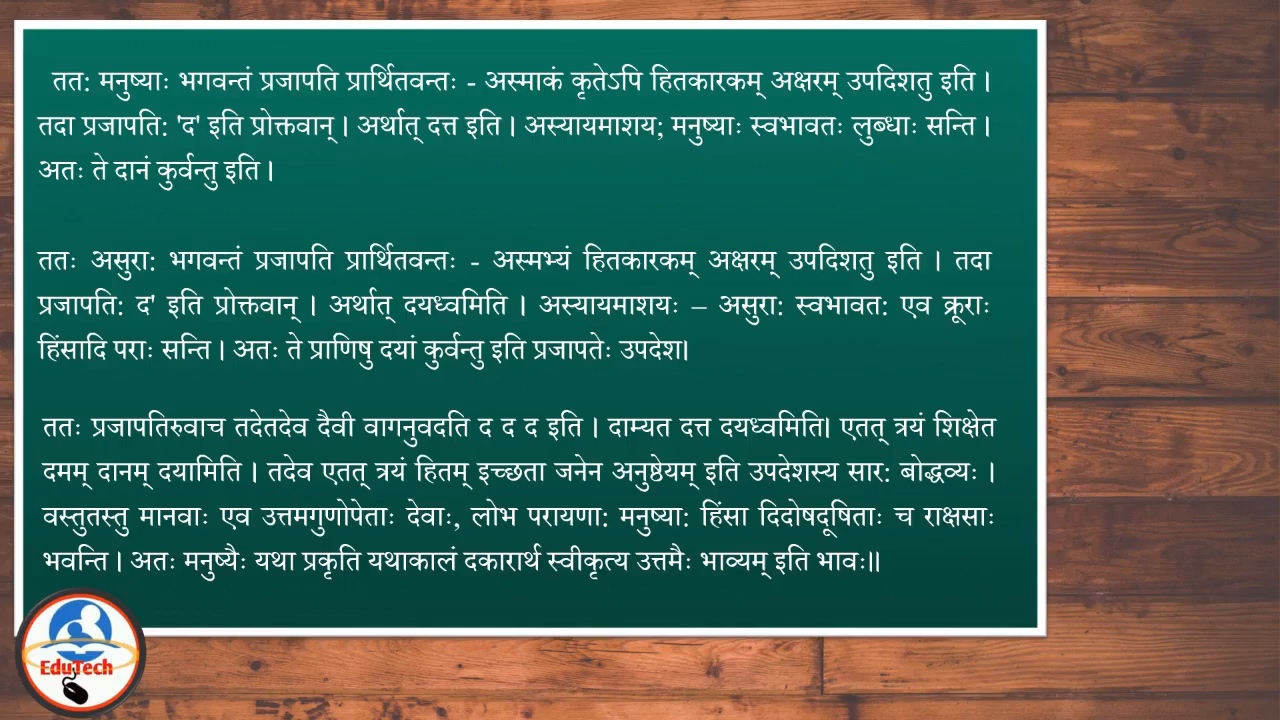 तत: मनुष्याः भगवन्तं प्रजापति प्रार्थितवन्तः - अस्माकं कृतेऽपि हितकारकम् अक्षरम् उपदिशतु इति ।
तदा प्रजापति: 'द' इति प्रोक्तवान् । अर्थात् दत्त इति । अस्यायमाशय; मनुष्याः स्वभावतः लुब्धाः सन्ति ।
अतः ते दानं कुर्वन्तु इति ।
ततः असुरा: भगवन्तं प्रजापति प्रार्थितवन्तः - अस्मभ्यं हितकारकम् अक्षरम् उपदिशतु इति । तदा
प्रजापति: द' इति प्रोक्तवान् । अर्थात् दयध्वमिति । अस्यायमाशयः – असुरा: स्वभावत: एव क्रूराः
हिंसादि पराः सन्ति । अतः ते प्राणिषु दयां कुर्वन्तु इति प्रजापतेः उपदेश।
ततः प्रजापतिरुवाच तदेतदेव दैवी वागनुवदति द द द इति । दाम्यत दत्त दयध्वमिति। एतत् त्रयं शिक्षेत
दमम् दानम् दयामिति । तदेव एतत् त्रयं हितम् इच्छता जनेन अनुष्ठेयम् इति उपदेशस्य सार: बोद्धव्यः ।
वस्तुतस्तु मानवाः एव उत्तमगुणोपेताः देवाः, लोभ परायणा: मनुष्या: हिंसा दिदोषदूषिताः च राक्षसाः
भवन्ति । अतः मनुष्यैः यथा प्रकृति यथाकालं दकारार्थ स्वीकृत्य उत्तमैः भाव्यम् इति भावः॥
EduTech